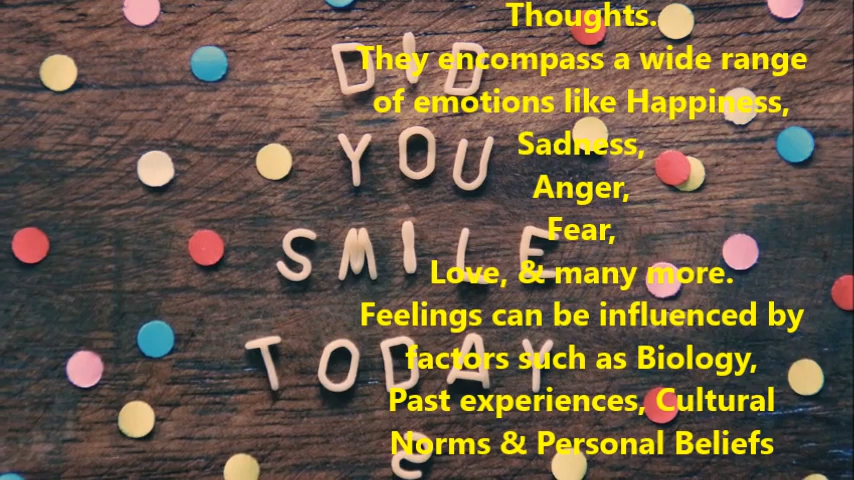 Thoughts.
They encompass a wide range
of emotions like Happiness,
Sadness,
Anger,
Fear,
Love, & many more.
Feelings can be influenced by
factors such as Biology,
Past experiences, Cultural
Norms & Personal Beliefs
DID
YOU
SMILE
TODAY
?